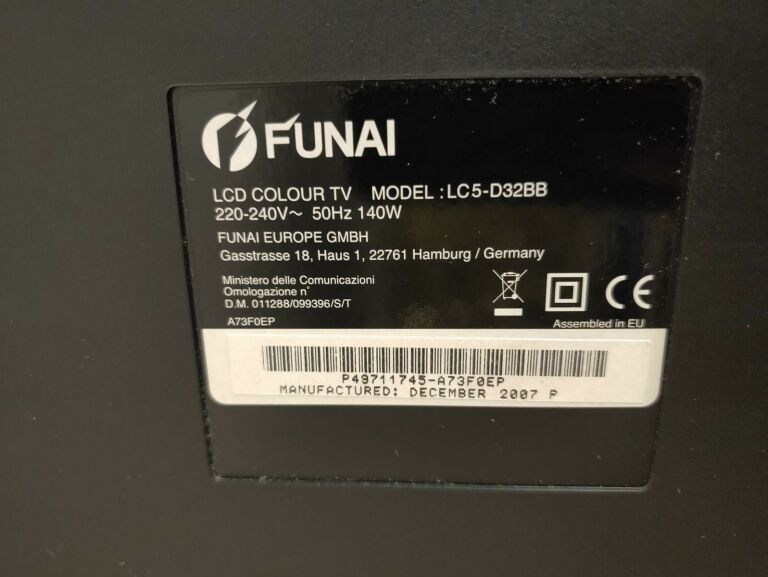 FUNAI
LCD COLOUR TV MODEL : LC5-D32BB
220-240V～ 50Hz 140W
FUNAI EUROPE GMBH
Gasstrasse 18, Haus 1, 22761 Hamburg / Germany
Ministero delle Comunicazioni
Omologazione n°
D.M. 011288/099396/S/T
A73F0EP
CE
Assembled in EU
P49711745-A73F0EP
MANUFACTURED: DECEMBER 2007 P